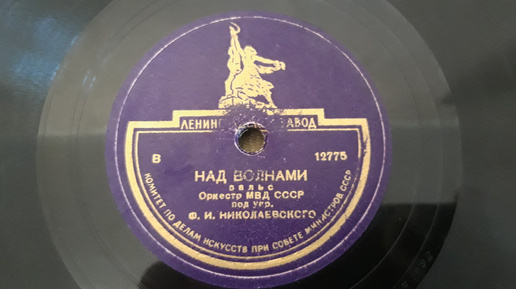 ЗАВОД
В 12775
НАД ВОЛНАМИ
вальс
Оркестр МВД СССР
под упр.
Ф. И. НИКОЛАЕВСКОГО
КОМИТЕТ ПО ДЕЛАМ ИСКУССТВ ПРИ СОВЕТЕ МИНИСТРОВ СССР